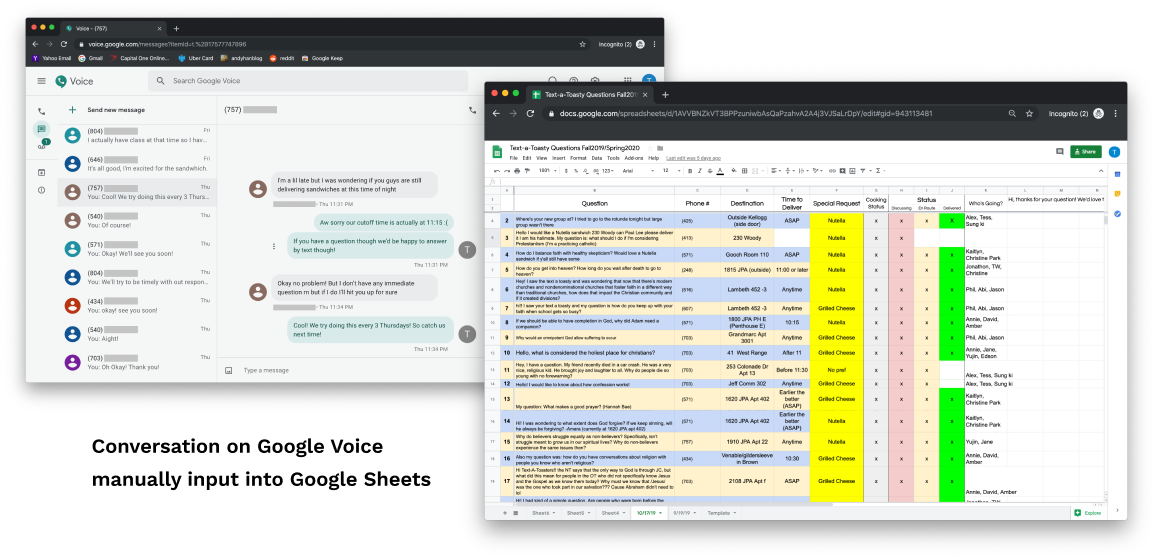 Voice - (757)
voice.google.com/messages?itemId=t.%2B17577747896
Incognito (2)
Yahoo Email
Gmail
Capital One Online...
Uber Card
andyhanblog
reddit
Google Keep
Voice
Search Google Voice
Send new message
(804)
Fri
I actually have class at that time so I hav...
(646)
Fri
It's all good, I'm excited for the sandwich.
(757)
Thu
You: Cool! We try doing this every 3 Thurs...
(540)
Thu
You: Of course!
(571)
Thu
You: Okay! We'll see you soon!
(804)
Thu
You: We'll try to be timely with out respon...
(434)
Thu
You: okay! see you soon!
(540)
Thu
You: Aight!
(703)
Thu
You: Oh Okay! Thank you!
(757)
I'm a lil late but I was wondering if you guys are still
delivering sandwiches at this time of night
Thu 11:31 PM
Aw sorry our cutoff time is actually at 11:15 :(
If you have a question though we'd be happy to answer
by text though!
Thu 11:31 PM
Okay no problem! But I don't have any immediate
question rn but if I do I'll hit you up for sure
Thu 11:34 PM
Cool! We try doing this every 3 Thursdays! So catch us
next time!
Thu 11:34 PM
Type a message
Text-a-Toasty Questions Fall201
docs.google.com/spreadsheets/d/1AVVBNZkVT3BPPzuniwbAsQaPzahvA2A4j3VJSaLrDpY/edit#gid=943113481
Incognito (2)
Text-a-Toasty Questions Fall2019/Spring2020
File Edit View Insert Format Data Tools Add-ons Help Last edit was 5 days ago
Share
100% $ % .0 .00 123 Arial 12
Question
Phone #
Destination
Time to
Deliver
Special Request
Cooking
Status
Status
Discussing
En Route
Delivered
Who's Going?
Hi, thanks for your question! We'd love t
2 Where's your new group at? I tried to go to the rotunda tonight but large
group wasn't there
(425) Outside Kellogg
(side door)
ASAP Nutella x x x x Alex, Tess,
Sung ki
3 Hello I would like a Nutella sandwich 230 Woody can Paul Lee please deliver
it I am his hallmate. My question is: what should i do if I'm considering
Protestantism (I'm a practicing catholic)
(413) 230 Woody Nutella x x
4 How do I balance faith with healthy skepticism? Would love a Nutella
sandwich if y'all still have some
(571) Gooch Room 110 ASAP Nutella x x x x Kaitlyn,
Christine Park
5 How do you get into heaven? How long do you wait after death to go to
heaven?
(248) 1815 JPA (outside) 11:00 or later Nutella x x x x Jonathon, TW,
Christine
6 Hey! I saw the text a toasty and was wondering that now that there's modern
churches and nondenominational churches that foster faith in a different way
than traditional churches, how does that impact the Christian community and
if it created divisions?
(516) Lambeth 452 -3 Anytime Nutella x x x x Phil, Abi, Jason
7 Hi!! I saw your text a toasty and my question is how do you keep up with your
faith when school gets so busy?
(607) Lambeth 452 -3 Anytime Grilled Cheese x x x x Phil, Abi, Jason
8 If we should be able to have completion in God, why did Adam need a
companion?
(571) 1800 JPA PH E
(Penthouse E)
10:15 Nutella x x x x Annie, David,
Amber
9 Why would an omnipotent God allow suffering to occur
(703) Grandmarc Apt
3001
Anytime Grilled Cheese x x x x Phil, Abi, Jason
10 Hello, what is considered the holiest place for christians?
(703) 41 West Range After 11 Grilled Cheese x x x x Annie, Jane,
Yujin, Edson
11 Hey, I have a question. My friend recently died in a car crash. He was a very
nice, religious kid. He brought joy and laughter to all. Why do people die so
young with no forewarning?
(703) 253 Colonade Dr
Apt 13
Before 11:30 No pref x x x Alex, Tess, Sung ki
12 Hello! I would like to know about how confession works!
(703) Jeff Comm 302 Anytime Grilled Cheese x x x x Alex, Tess, Sung ki
13 My question: What makes a good prayer? (Hannah Bae)
(571) 1620 JPA Apt 402 Earlier the
better
(ASAP)
Grilled Cheese x x x x Kaitlyn,
Christine Park
14 Hi! I was wondering to what extent does God forgive? If we keep sinning, will
he always be forgiving? Amara (currently at 1620 JPA apt 402)
(571) 1620 JPA Apt 402 Earlier the
better
(ASAP)
Nutella x x x x Kaitlyn,
Christine Park
15 Why do believers struggle equally as non-believers? Specifically, isn't
struggle meant to grow us in our spiritual lives? Why do non-believers
experience the same issues then?
(757) 1910 JPA Apt 22 Anytime Nutella x x x x Yujin, Jane
16 Also my question was: how do you have conversations about religion with
people you know who aren't religious?
(434) Venable/gildersleeve
in Brown
10:30 Grilled Cheese x x x x Annie, David,
Amber
17 Hi Text-A-Toasters! the NT says that the only way to God is through JC, but
what did this mean for people in the OT who did not specifically know Jesus
and the Gospel as we know them today? Why must we know that 'Jesus'
was the one who took part in our salvation??? Cause Abraham didn't need to
lol
(703) 2108 JPA Apt f ASAP Grilled Cheese x x x x Annie, David, Amber
Hi! I had kind of a simple question. Are people who were born before the
Sheet6 Sheet5 Sheet4 10/17/19 9/19/19 Template
Explore
Conversation on Google Voice
manually input into Google Sheets